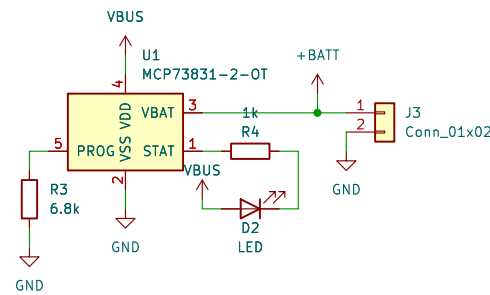 VBUS
U1
MCP73831-2-OT
+BATT
4
VDD
VBAT
3
1k
1
J3
2
Conn_01x02
R4
5
PROG
VSS
STAT
1
VBUS
2
R3
6.8k
GND
D2
GND
LED
GND